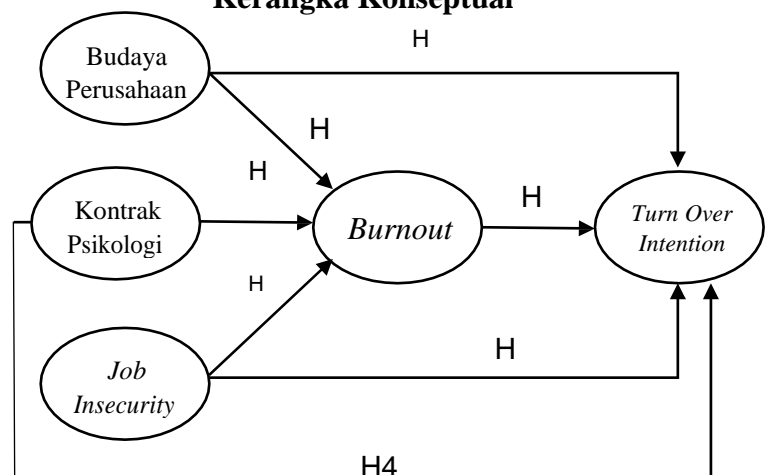 Kerangka Konseptual
H
Budaya
Perusahaan
H
H
Kontrak
Psikologi
Burnout
H
Turn Over
Intention
H
Job
Insecurity
H
H4